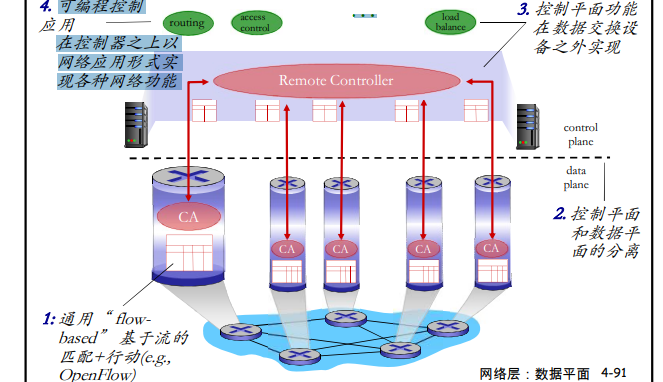 4. 可编程控制
应用
在控制器之上以
网络应用形式实
现各种网络功能
routing
access
control
load
balance
3. 控制平面功能
在数据交换设
备之外实现
Remote Controller
control
plane
data
plane
CA
CA
CA
CA
CA
2. 控制平面
和数据平
面的分离
1: 通用“ flow-
based” 基于流的
匹配+行动(e.g.,
OpenFlow)
网络层：数据平面 4-91